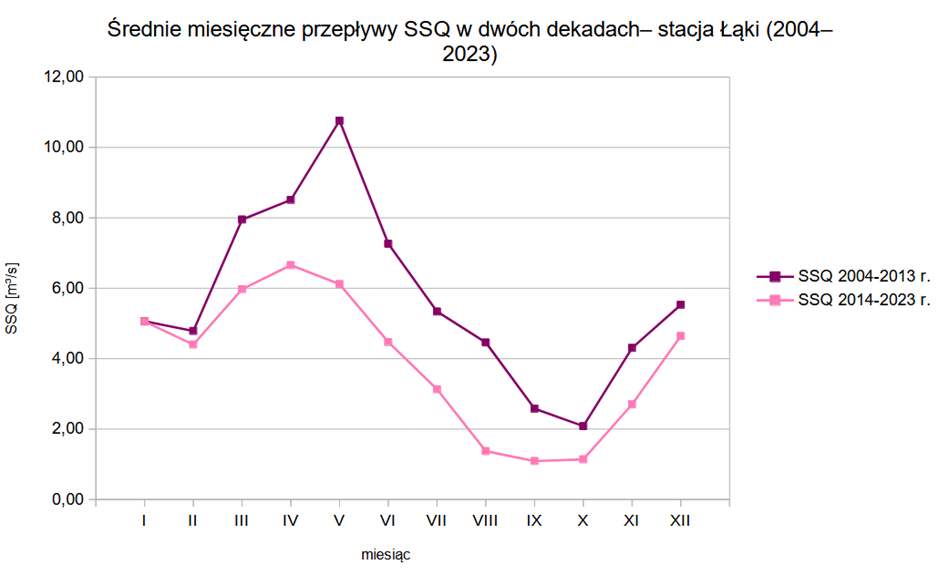 Średnie miesięczne przepływy SSQ w dwóch dekadach– stacja Łąki (2004–
2023)
12,00
10,00
8,00
6,00
4,00
2,00
0,00
SSQ [m³/s]
I II III IV V VI VII VIII IX X XI XII
miesiąc
SSQ 2004-2013 r.
SSQ 2014-2023 r.